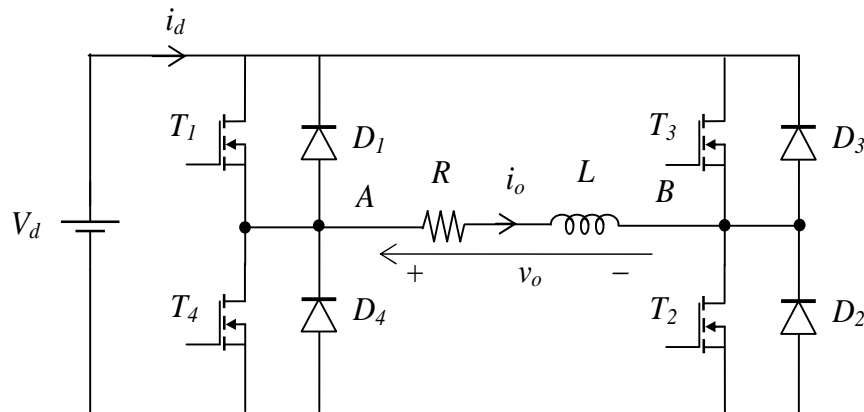 i_d
T_1
D_1
T_3
D_3
A
R
i_o
L
B
V_d
+
v_o
−
T_4
D_4
T_2
D_2